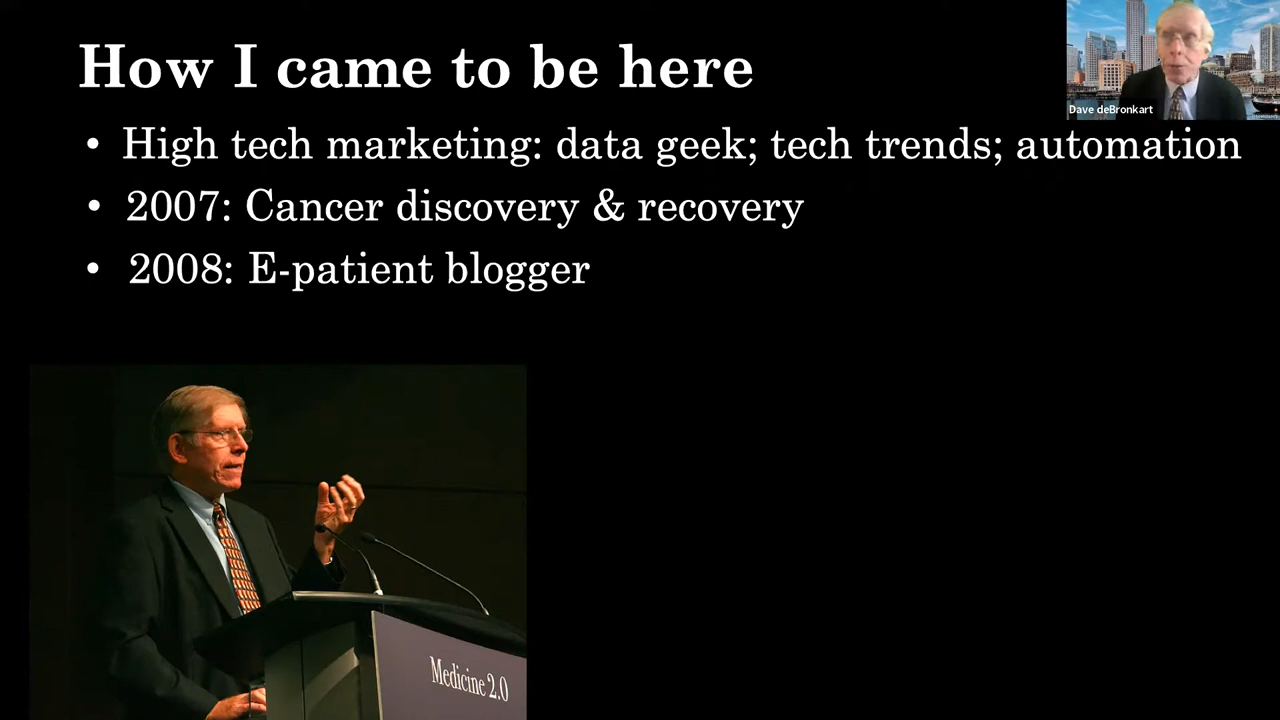 How I came to be here
Dave deBronkart
• High tech marketing: data geek; tech trends; automation
• 2007: Cancer discovery & recovery
• 2008: E-patient blogger
Medicine 2.0